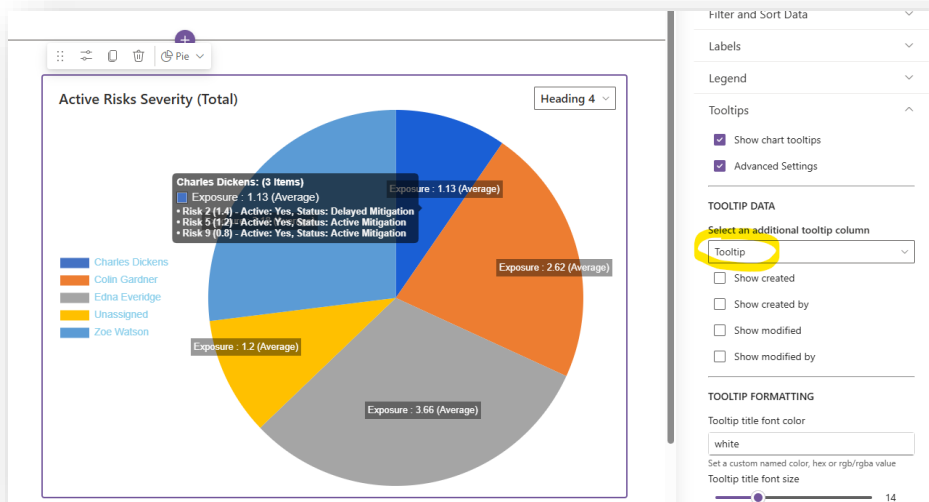 Pie
Active Risks Severity (Total)
Heading 4
Charles Dickens: (3 Items)
Exposure : 1.13 (Average)
• Risk 2 (1.4) - Active: Yes, Status: Delayed Mitigation
• Risk 5 (1.2) - Active: Yes, Status: Active Mitigation
• Risk 9 (0.8) - Active: Yes, Status: Active Mitigation
Exposure : 1.13 (Average)
Exposure : 2.62 (Average)
Exposure : 1.2 (Average)
Exposure : 3.66 (Average)
Charles Dickens
Colin Gardner
Edna Everidge
Unassigned
Zoe Watson
Filter and Sort Data
Labels
Legend
Tooltips
Show chart tooltips
Advanced Settings
TOOLTIP DATA
Select an additional tooltip column
Tooltip
Show created
Show created by
Show modified
Show modified by
TOOLTIP FORMATTING
Tooltip title font color
white
Set a custom named color, hex or rgb/rgba value
Tooltip title font size
14